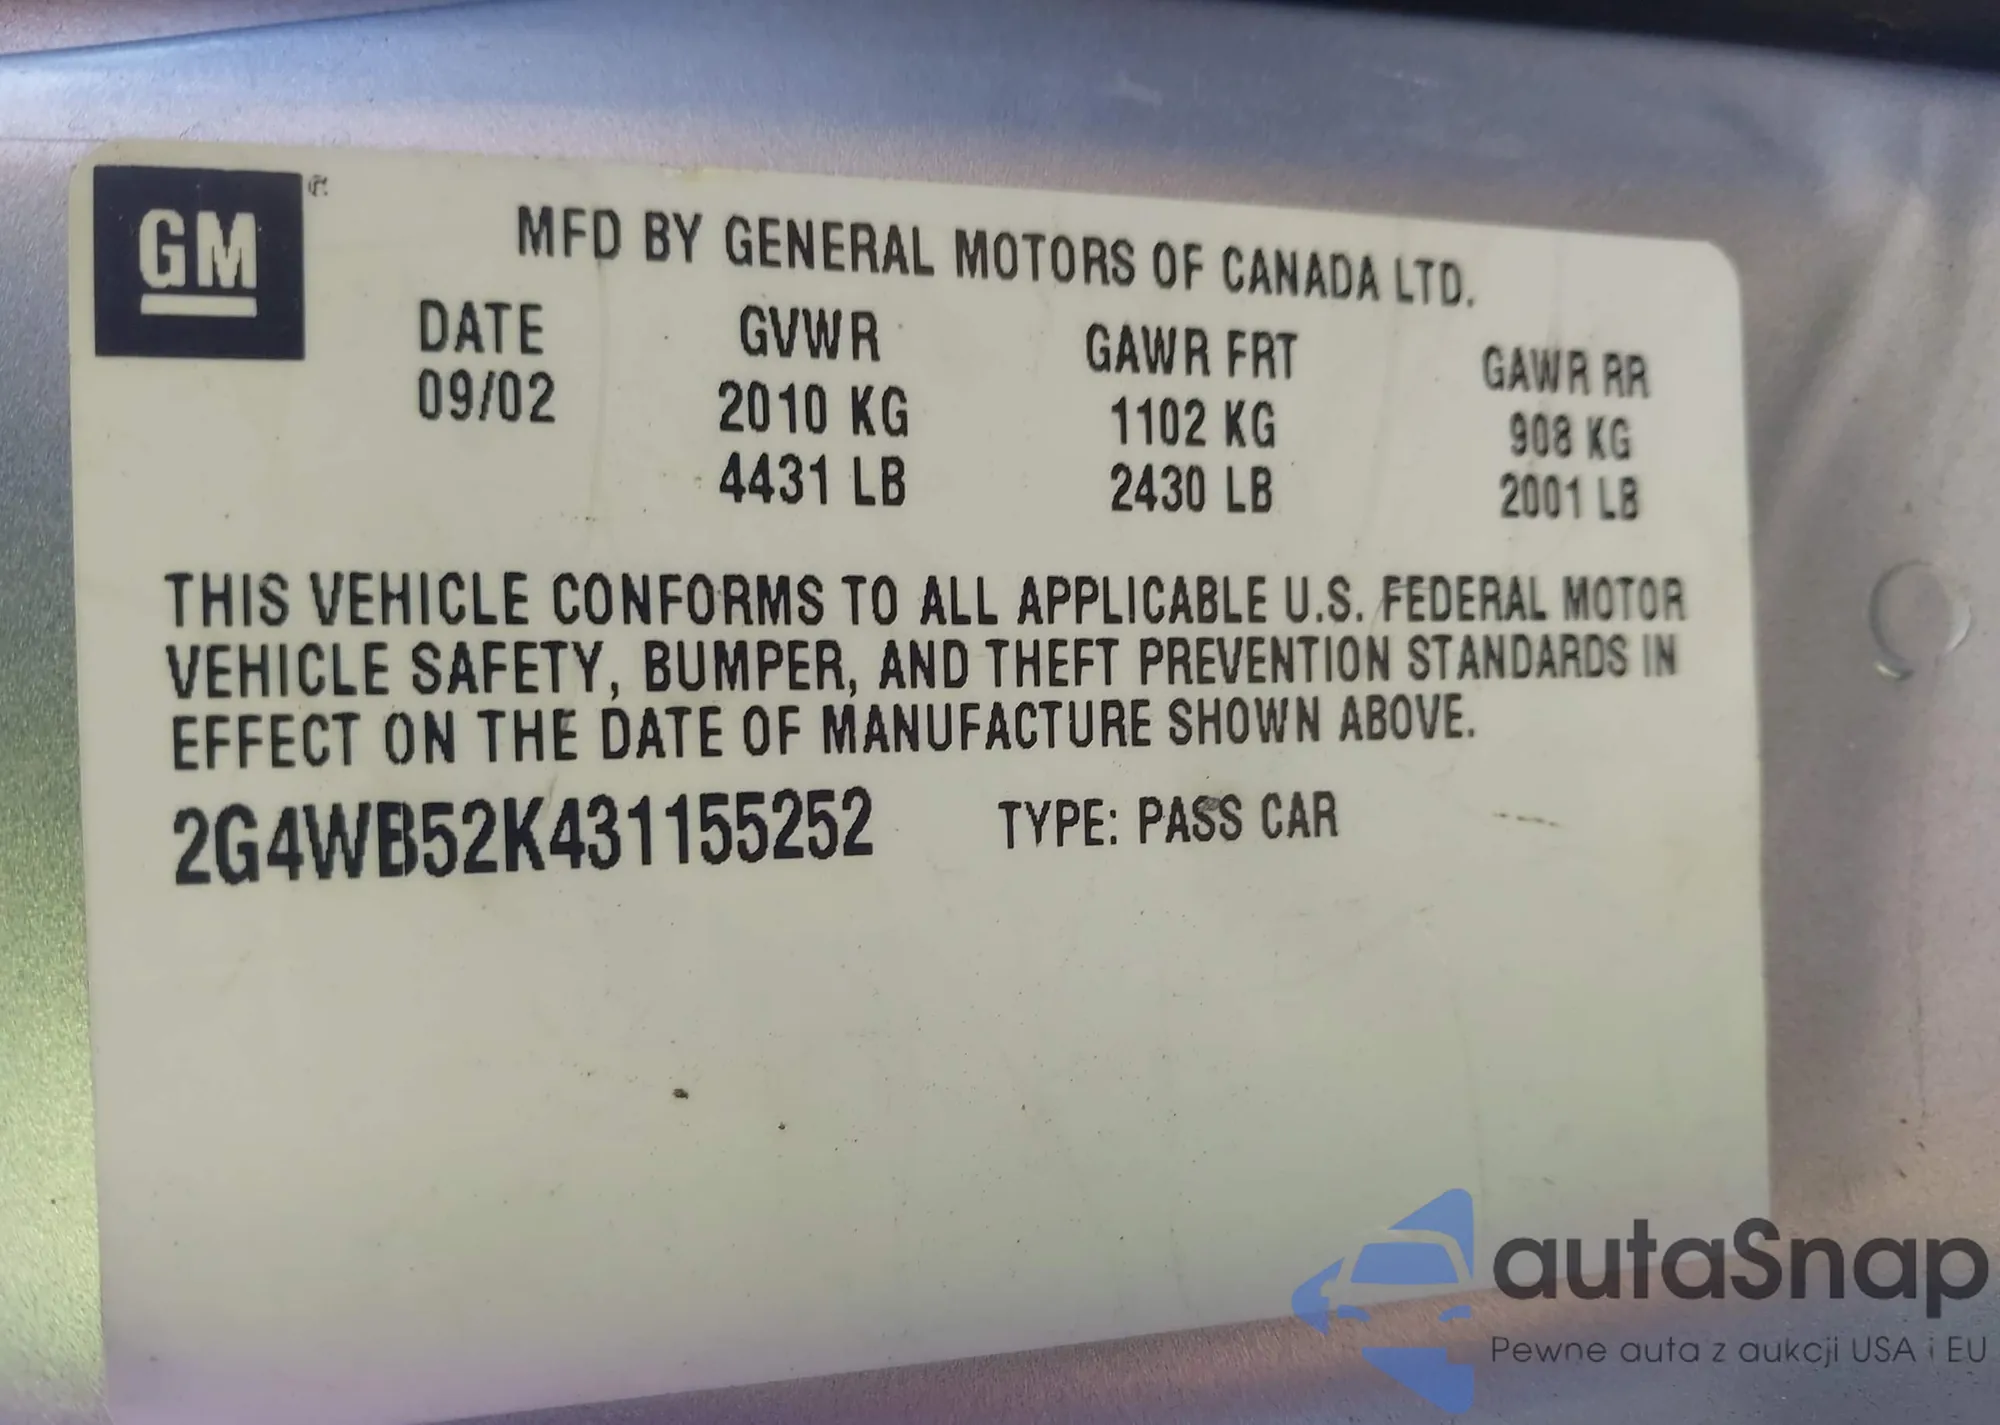 GM
MFD BY GENERAL MOTORS OF CANADA LTD.
DATE GVWR GAWR FRT GAWR RR
09/02 2010 KG 1102 KG 908 KG
4431 LB 2430 LB 2001 LB
THIS VEHICLE CONFORMS TO ALL APPLICABLE U.S. FEDERAL MOTOR
VEHICLE SAFETY, BUMPER, AND THEFT PREVENTION STANDARDS IN
EFFECT ON THE DATE OF MANUFACTURE SHOWN ABOVE.
2G4WB52K431155252 TYPE: PASS CAR
autaSnap
Pewne auta z aukcji USA i EU